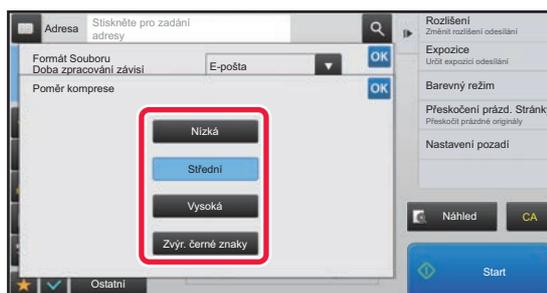 Adresa
Stiskněte pro zadání
adresy
Formát Souboru
Doba zpracování závisí
E-pošta
OK
Poměr komprese
OK
Nízká
Střední
Vysoká
Zvýr. černé znaky
Ostatní
Rozlišení
Změnit rozlišení odesílání
Expozice
Určit expozici odesílání
Barevný režim
Přeskočení prázd. Stránky
Přeskočit prázdné originály
Nastavení pozadí
Náhled
CA
Start